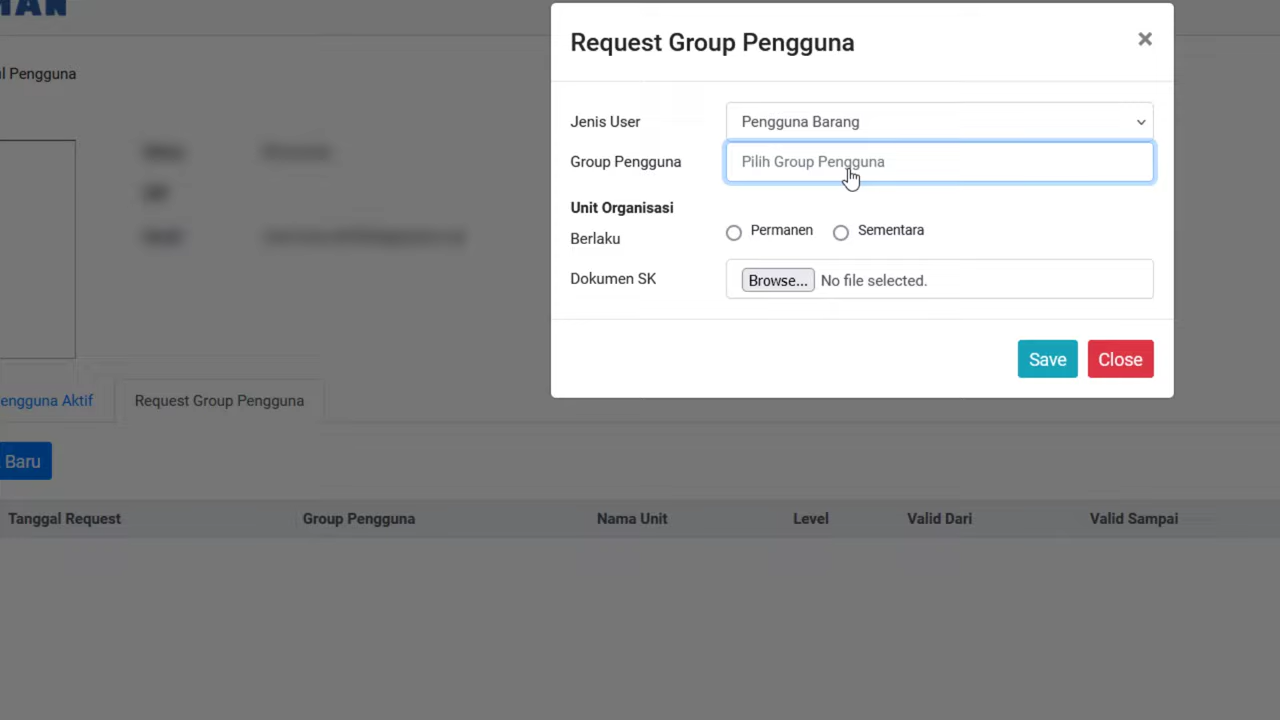 Request Group Pengguna
×
Jenis User
Pengguna Barang
Group Pengguna
Pilih Group Pengguna
Unit Organisasi
Berlaku
Permanen
Sementara
Dokumen SK
Browse... No file selected.
Save
Close
Pengguna
Aktif
Request Group Pengguna
Baru
Tanggal Request
Group Pengguna
Nama Unit
Level
Valid Dari
Valid Sampai